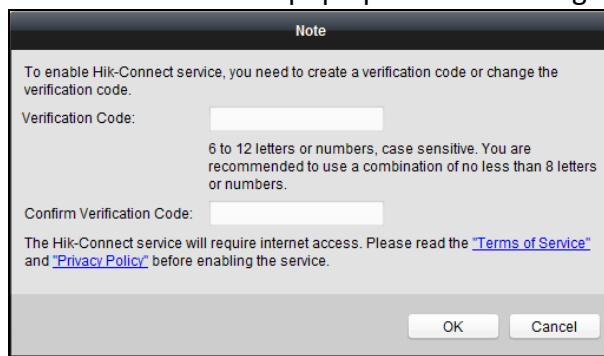 Note
To enable Hik-Connect service, you need to create a verification code or change the
verification code.
Verification Code:
6 to 12 letters or numbers, case sensitive. You are
recommended to use a combination of no less than 8 letters
or numbers.
Confirm Verification Code:
The Hik-Connect service will require internet access. Please read the "Terms of Service"
and "Privacy Policy" before enabling the service.
OK Cancel